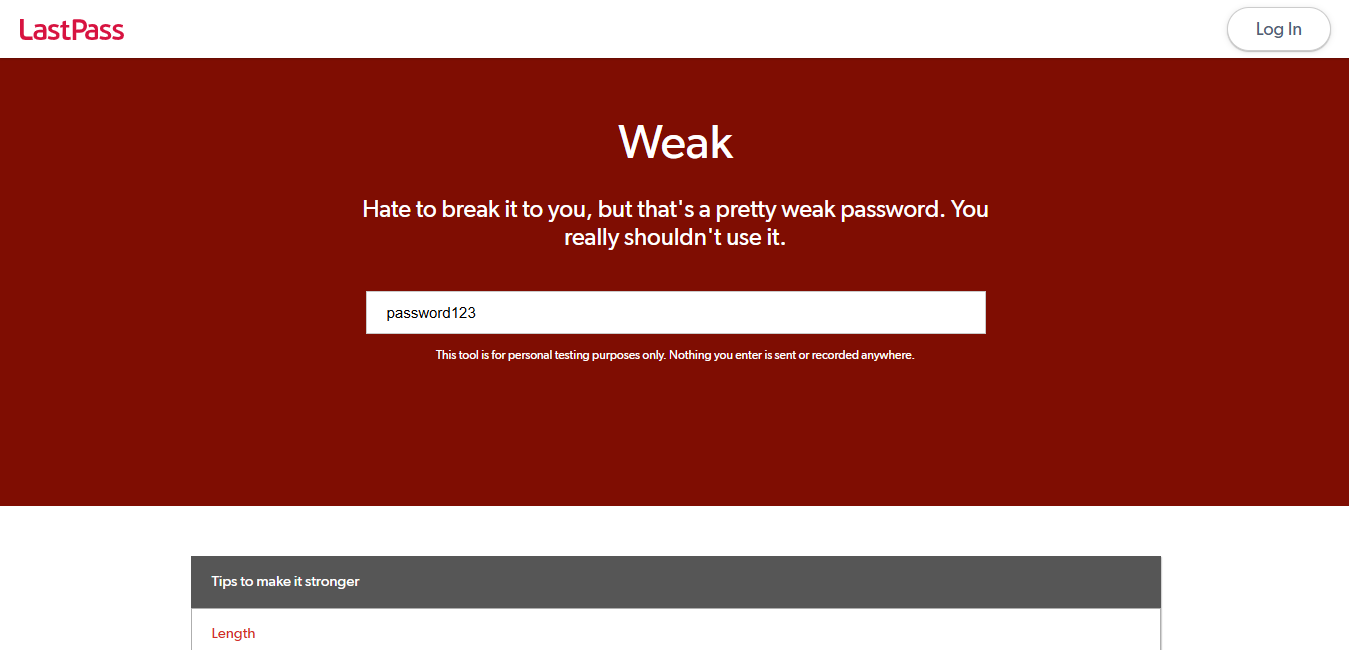 LastPass
Log In
Weak
Hate to break it to you, but that's a pretty weak password. You
really shouldn't use it.
password123
This tool is for personal testing purposes only. Nothing you enter is sent or recorded anywhere.
Tips to make it stronger
Length